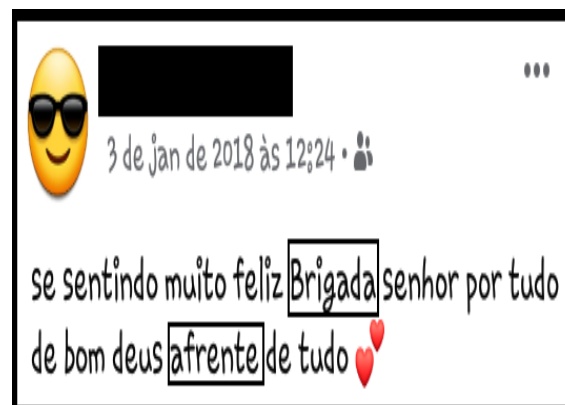 3 de jan de 2018 às 12:24 •
se sentindo muito feliz Brigada senhor por tudo
de bom deus afrente de tudo